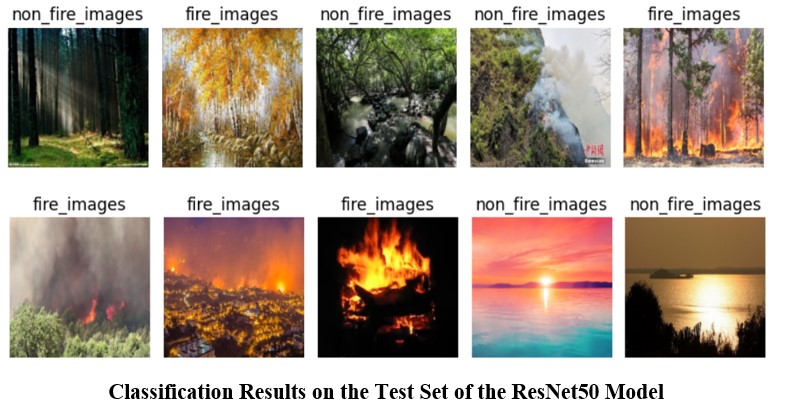 non_fire_images fire_images non_fire_images non_fire_images fire_images
fire_images fire_images fire_images non_fire_images non_fire_images
Classification Results on the Test Set of the ResNet50 Model